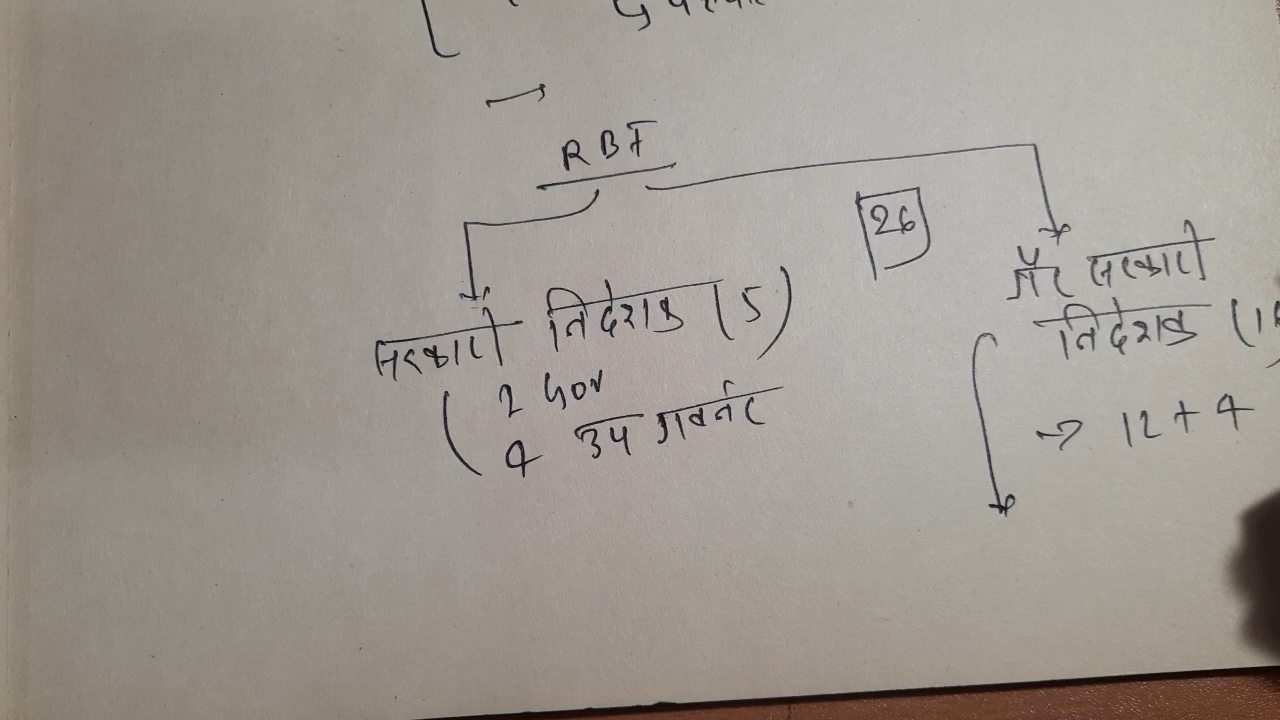 →
RBI
26
सरकारी निदेशक (5)
1 Gov
4 उप गवर्नर
गैर सरकारी
निदेशक
→ 12 + 4